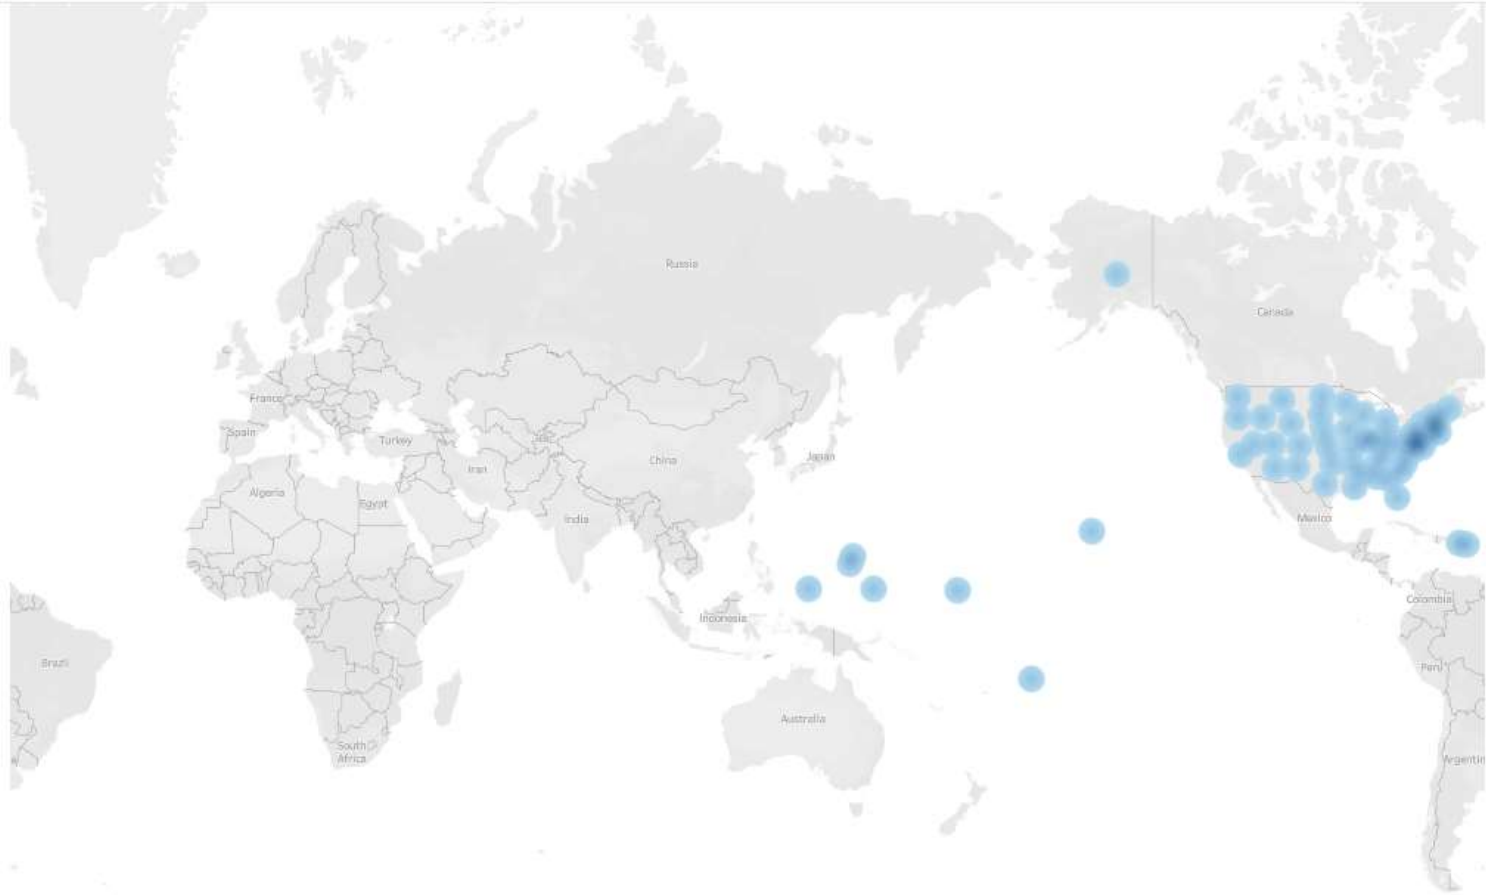 Russia
Canada
France
Spain
Turkey
Iran
China
Japan
Algeria
Egypt
India
Mexico
Indonesia
Colombia
Brazil
Peru
Australia
South
Africa
Argentin